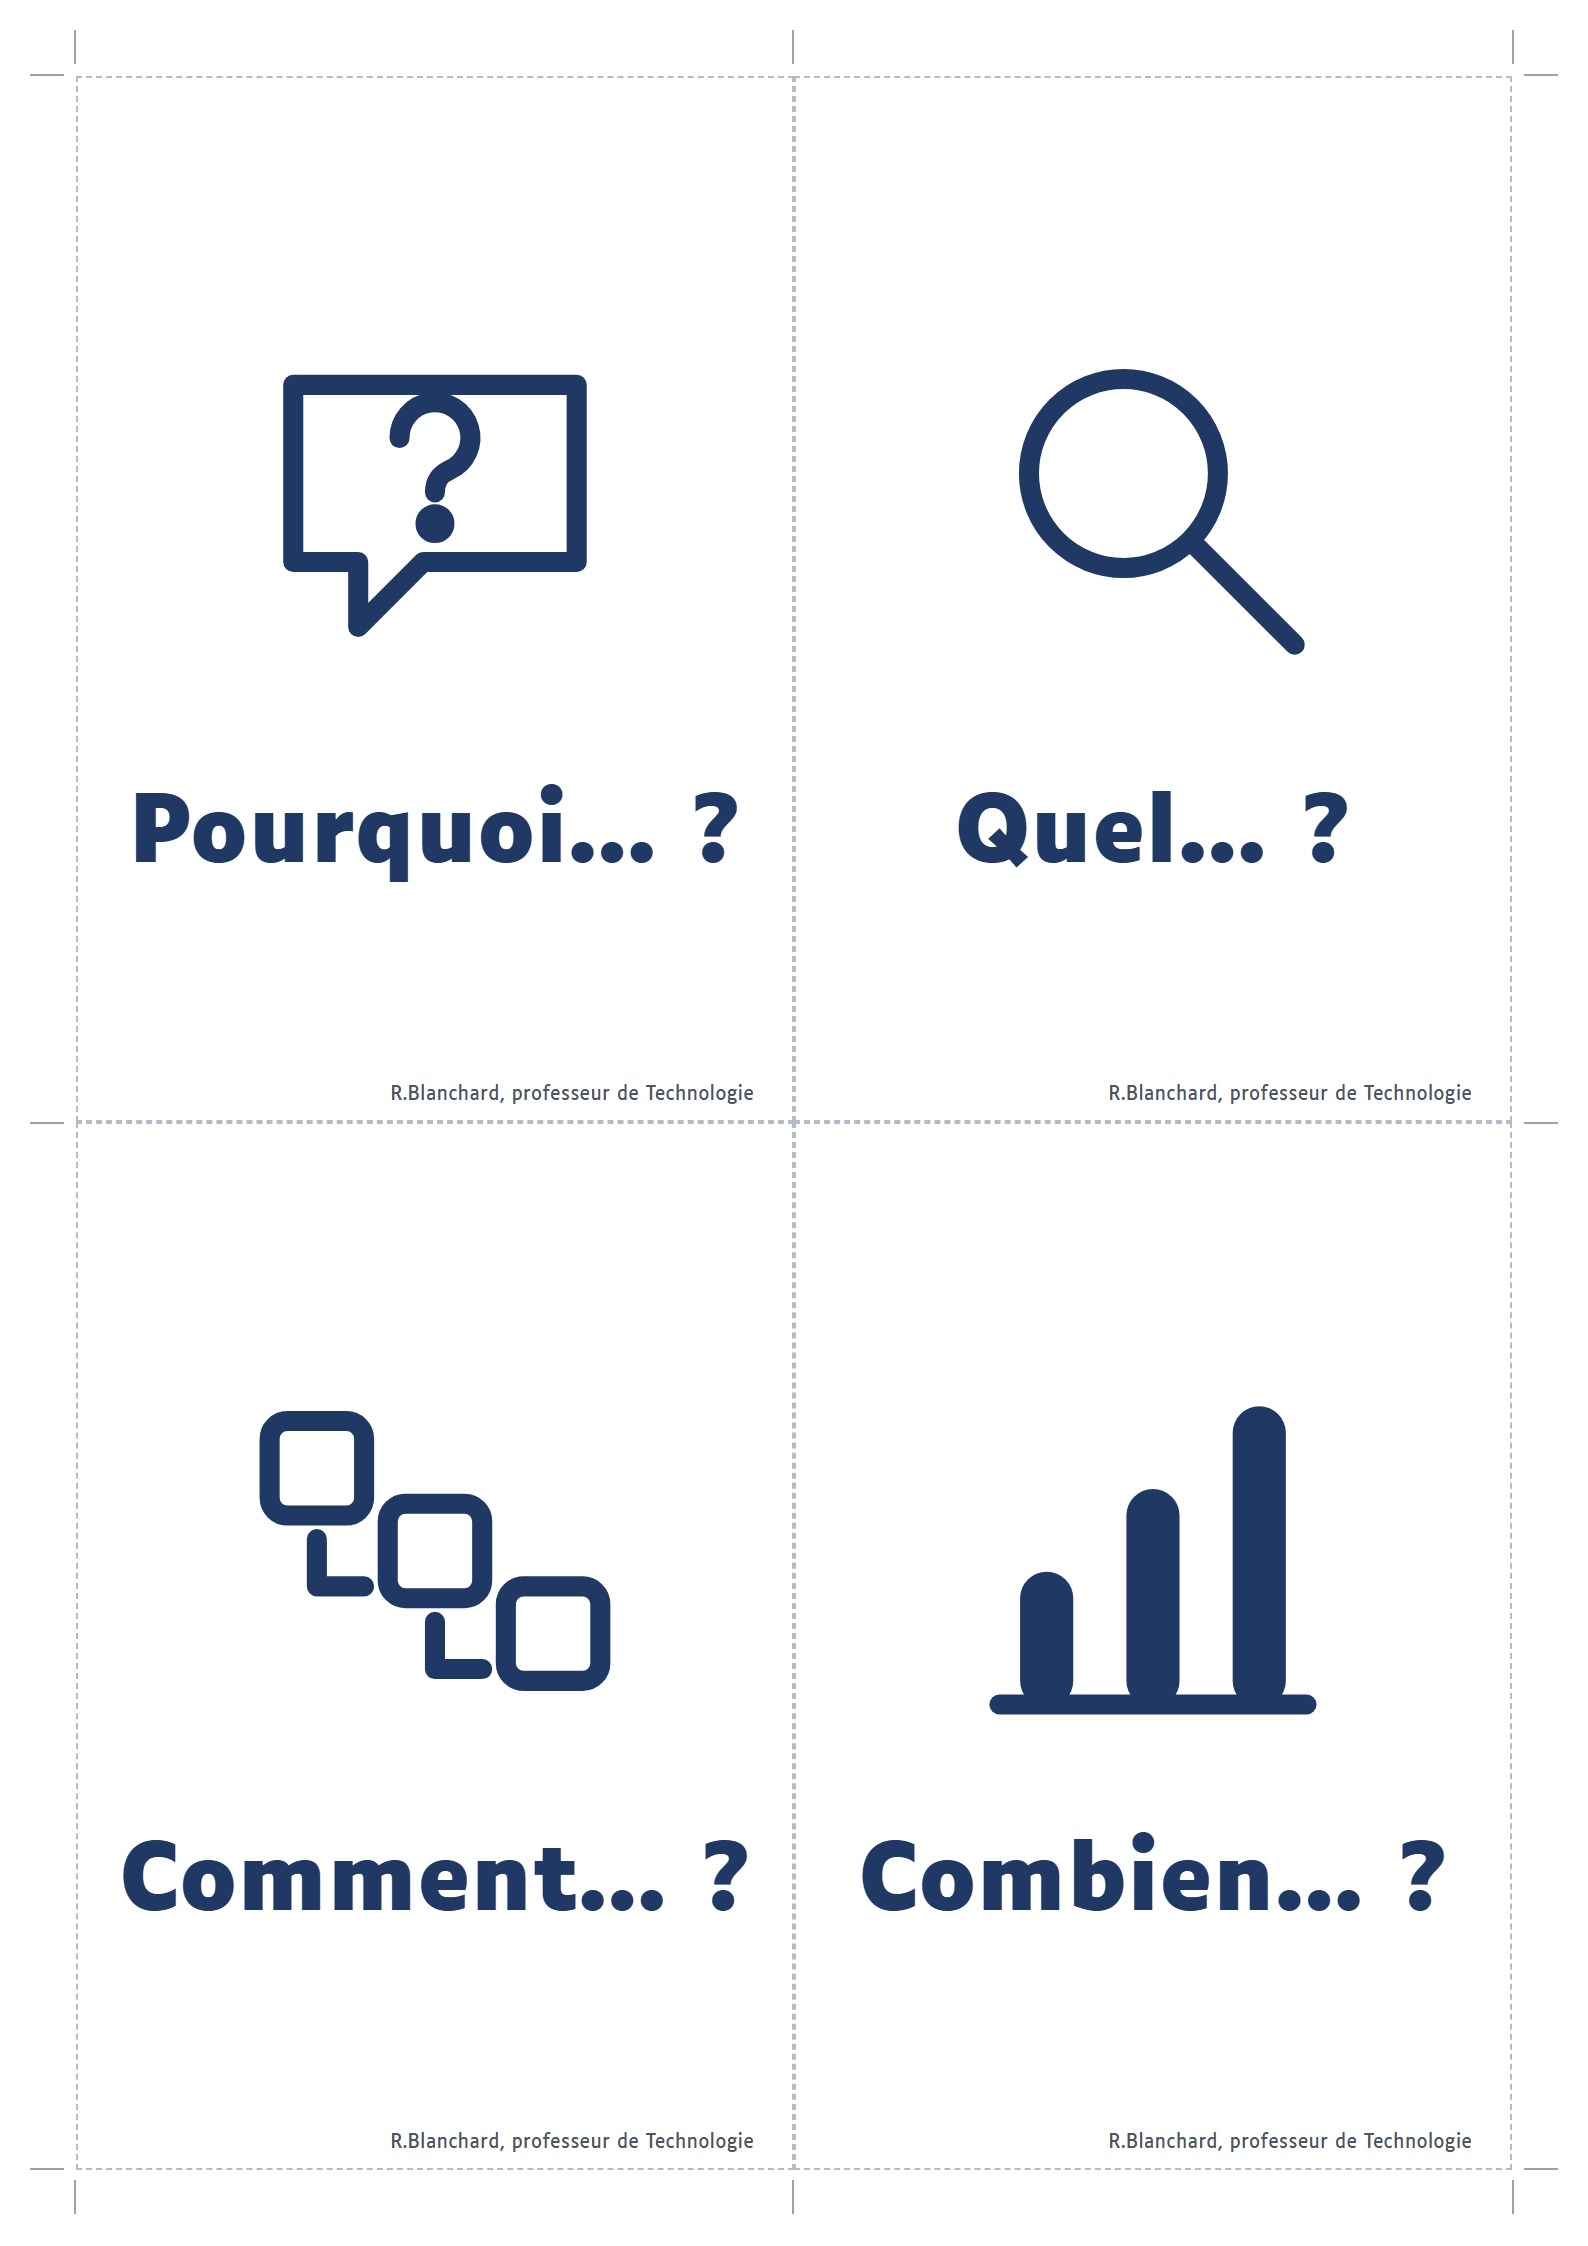 Pourquoi... ?
R.Blanchard, professeur de Technologie
Quel... ?
R.Blanchard, professeur de Technologie
Comment... ?
R.Blanchard, professeur de Technologie
Combien... ?
R.Blanchard, professeur de Technologie